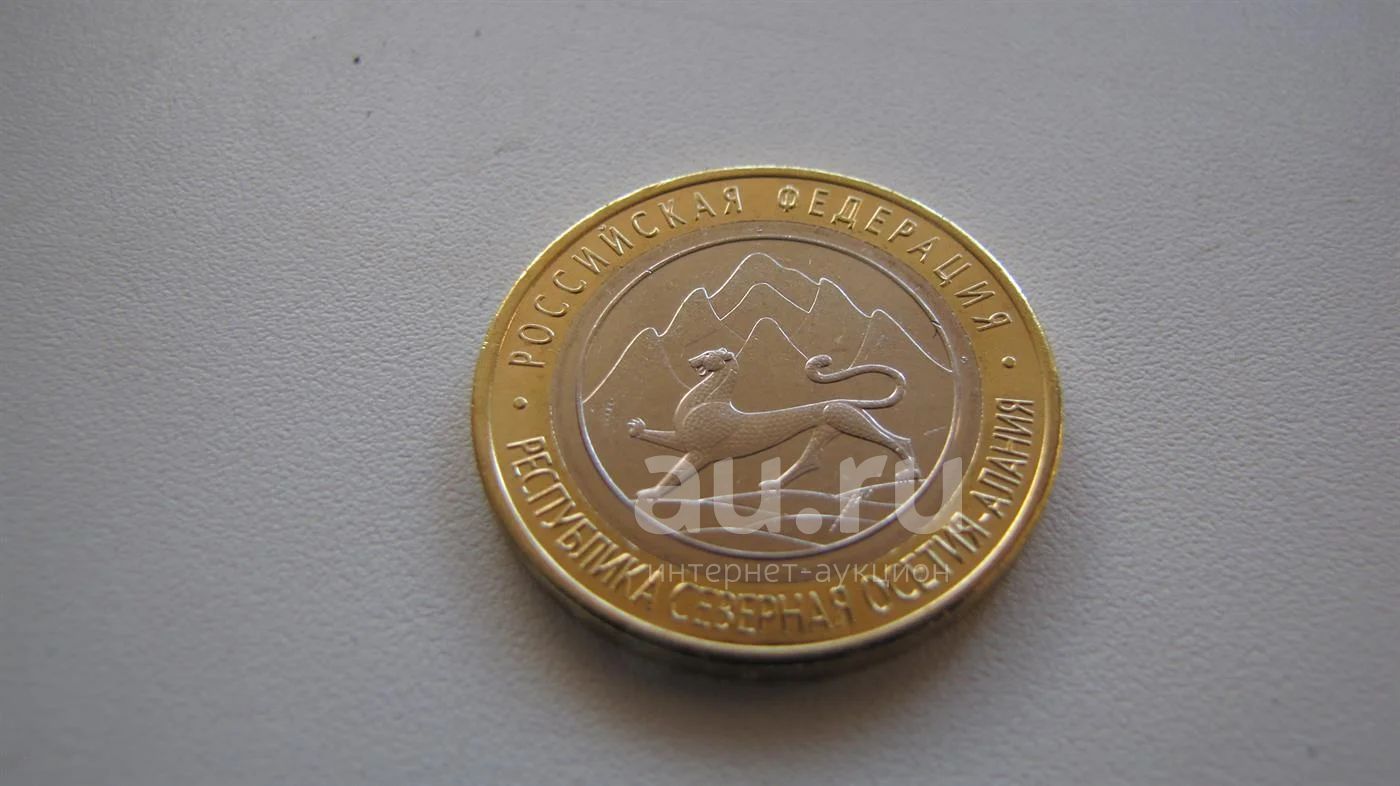 • РОССИЙСКАЯ ФЕДЕРАЦИЯ •
РЕСПУБЛИКА СЕВЕРНАЯ ОСЕТИЯ-АЛАНИЯ
au.ru
интернет-аукцион